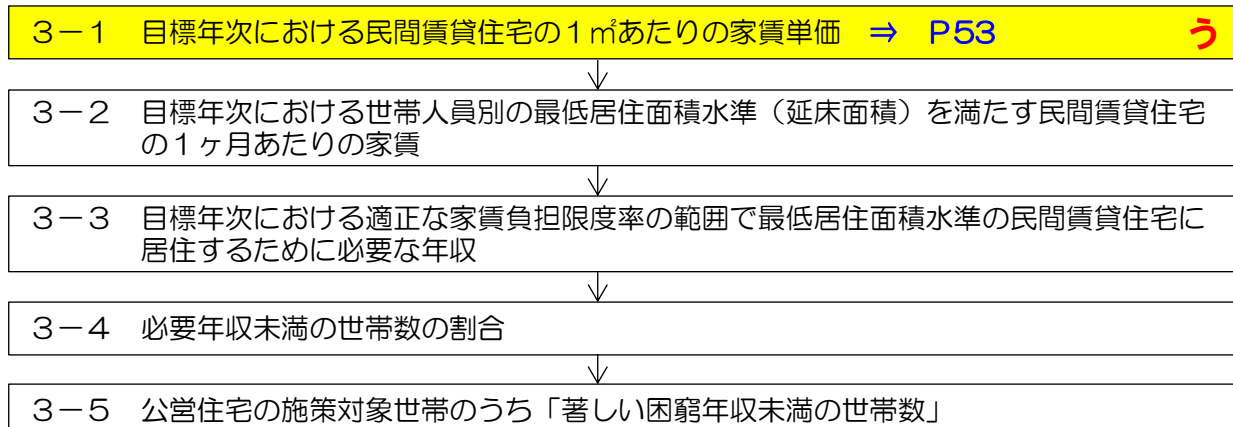 3－1 目標年次における民間賃貸住宅の1㎡あたりの家賃単価 ⇒ P53 う
3－2 目標年次における世帯人員別の最低居住面積水準（延床面積）を満たす民間賃貸住宅
の1ヶ月あたりの家賃
3－3 目標年次における適正な家賃負担限度率の範囲で最低居住面積水準の民間賃貸住宅に
居住するために必要な年収
3－4 必要年収未満の世帯数の割合
3－5 公営住宅の施策対象世帯のうち「著しい困窮年収未満の世帯数」